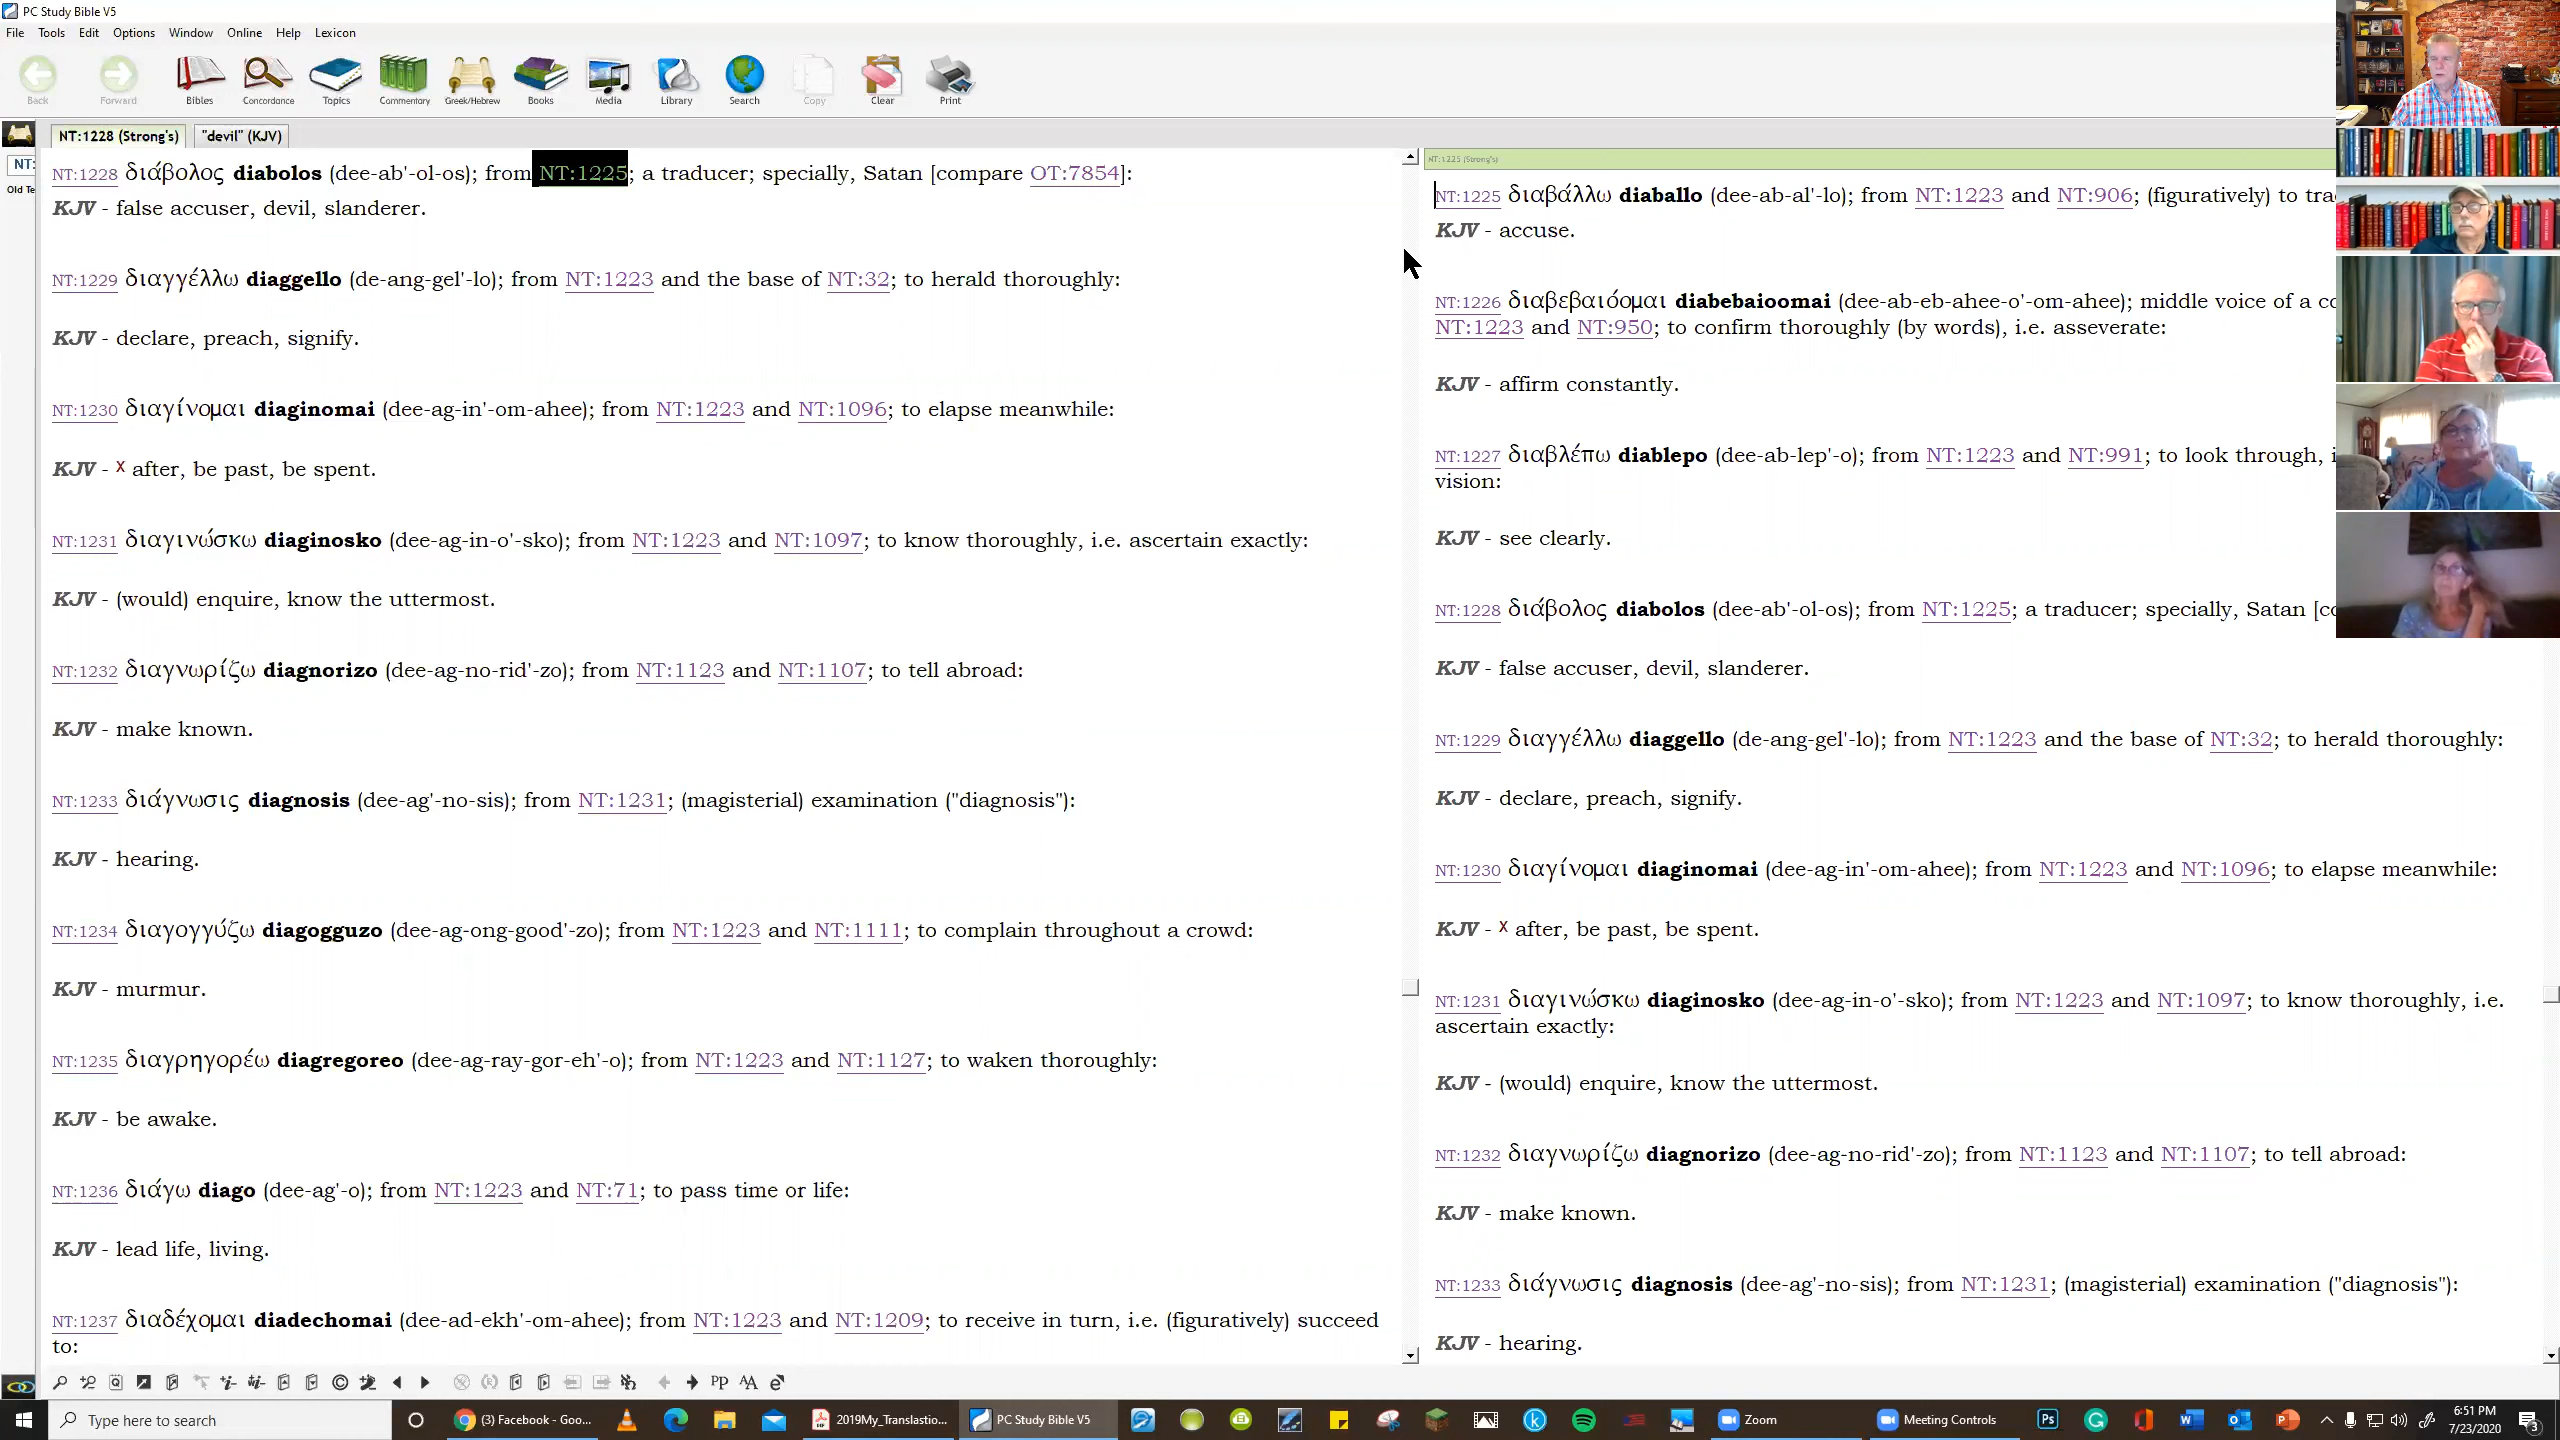 PC Study Bible V5
File Tools Edit Options Window Online Help Lexicon
Back Forward Bibles Concordance Topics Commentary Greek/Hebrew Books Media Library Search Copy Clear Print
NT:1228 (Strong's) "devil" (KJV)
NT:
Old Te
NT:1228 διάβολος diabolos (dee-ab'-ol-os); from NT:1225; a traducer; specially, Satan [compare OT:7854]:
KJV - false accuser, devil, slanderer.
NT:1229 διαγγέλλω diaggello (de-ang-gel'-lo); from NT:1223 and the base of NT:32; to herald thoroughly:
KJV - declare, preach, signify.
NT:1230 διαγίνομαι diaginomai (dee-ag-in'-om-ahee); from NT:1223 and NT:1096; to elapse meanwhile:
KJV - X after, be past, be spent.
NT:1231 διαγινώσκω diaginosko (dee-ag-in-o'-sko); from NT:1223 and NT:1097; to know thoroughly, i.e. ascertain exactly:
KJV - (would) enquire, know the uttermost.
NT:1232 διαγνωρίζω diagnorizo (dee-ag-no-rid'-zo); from NT:1123 and NT:1107; to tell abroad:
KJV - make known.
NT:1233 διάγνωσις diagnosis (dee-ag'-no-sis); from NT:1231; (magisterial) examination ("diagnosis"):
KJV - hearing.
NT:1234 διαγογγύζω diagogguzo (dee-ag-ong-good'-zo); from NT:1223 and NT:1111; to complain throughout a crowd:
KJV - murmur.
NT:1235 διαγρηγορέω diagregoreo (dee-ag-ray-gor-eh'-o); from NT:1223 and NT:1127; to waken thoroughly:
KJV - be awake.
NT:1236 διάγω diago (dee-ag'-o); from NT:1223 and NT:71; to pass time or life:
KJV - lead life, living.
NT:1237 διαδέχομαι diadechomai (dee-ad-ekh'-om-ahee); from NT:1223 and NT:1209; to receive in turn, i.e. (figuratively) succeed
to:
NT:1225 (Strong's)
NT:1225 διαβάλλω diaballo (dee-ab-al'-lo); from NT:1223 and NT:906; (figuratively) to tra
KJV - accuse.
NT:1226 διαβεβαιόομαι diabebaioomai (dee-ab-eb-ahee-o'-om-ahee); middle voice of a co
NT:1223 and NT:950; to confirm thoroughly (by words), i.e. asseverate:
KJV - affirm constantly.
NT:1227 διαβλέπω diablepo (dee-ab-lep'-o); from NT:1223 and NT:991; to look through, i
vision:
KJV - see clearly.
NT:1228 διάβολος diabolos (dee-ab'-ol-os); from NT:1225; a traducer; specially, Satan [co
KJV - false accuser, devil, slanderer.
NT:1229 διαγγέλλω diaggello (de-ang-gel'-lo); from NT:1223 and the base of NT:32; to herald thoroughly:
KJV - declare, preach, signify.
NT:1230 διαγίνομαι diaginomai (dee-ag-in'-om-ahee); from NT:1223 and NT:1096; to elapse meanwhile:
KJV - X after, be past, be spent.
NT:1231 διαγινώσκω diaginosko (dee-ag-in-o'-sko); from NT:1223 and NT:1097; to know thoroughly, i.e.
ascertain exactly:
KJV - (would) enquire, know the uttermost.
NT:1232 διαγνωρίζω diagnorizo (dee-ag-no-rid'-zo); from NT:1123 and NT:1107; to tell abroad:
KJV - make known.
NT:1233 διάγνωσις diagnosis (dee-ag'-no-sis); from NT:1231; (magisterial) examination ("diagnosis"):
KJV - hearing.
PP AA
Type here to search (3) Facebook - Goo... 2019My_Translastio... PC Study Bible V5 Zoom Meeting Controls Ps 6:51 PM
7/23/2020 3